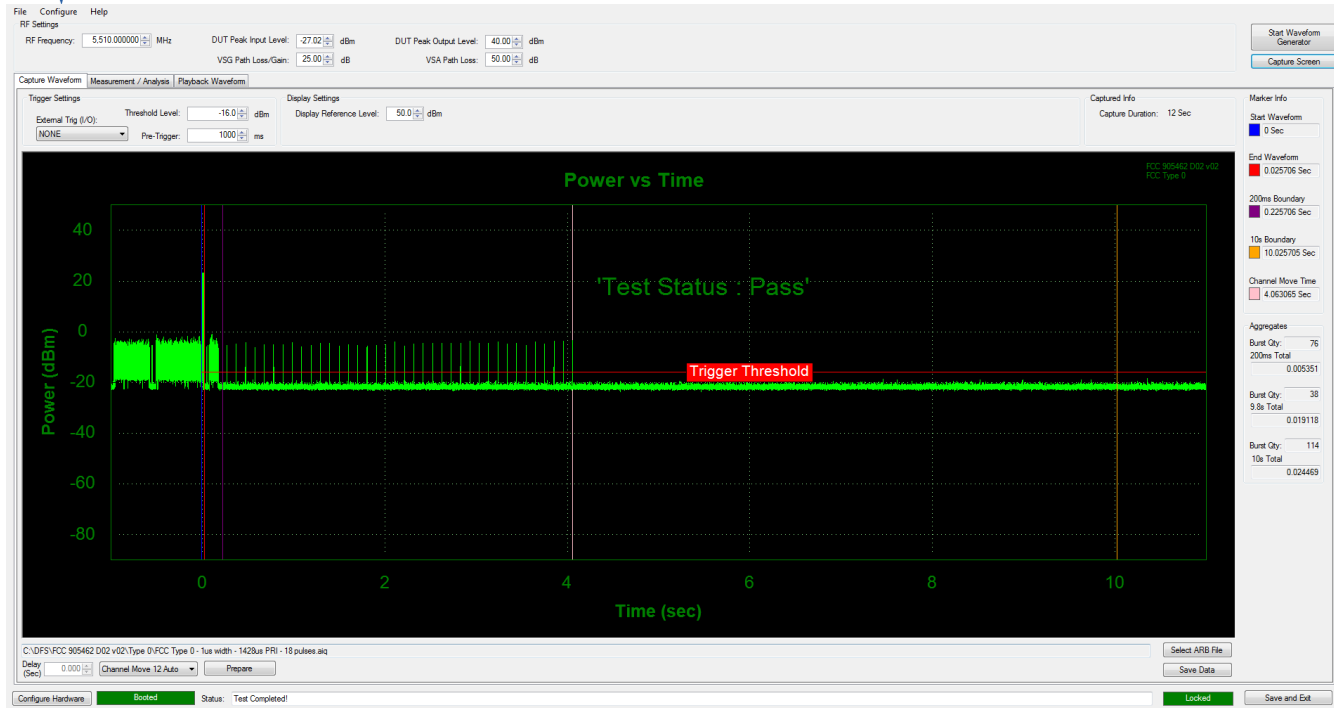 File Configure Help
RF Settings
RF Frequency: 5,510.000000 MHz DUT Peak Input Level: -27.02 dBm DUT Peak Output Level: 40.00 dBm
VSG Path Loss/Gain: 25.00 dB VSA Path Loss: 50.00 dB
Start Waveform
Generator
Capture Screen
Capture Waveform Measurement / Analysis Playback Waveform
Trigger Settings
External Trig (I/O):
NONE
Threshold Level: -16.0 dBm
Pre-Trigger: 1000 ms
Display Settings
Display Reference Level: 50.0 dBm
Captured Info
Capture Duration: 12 Sec
Power vs Time
FCC 905462 D02 v02
FCC Type 0
'Test Status : Pass'
Trigger Threshold
Power (dBm)
40
20
0
-20
-40
-60
-80
0 2 4 6 8 10
Time (sec)
Marker Info
Start Waveform
0 Sec
End Waveform
0.025706 Sec
200ms Boundary
0.225706 Sec
10s Boundary
10.025705 Sec
Channel Move Time
4.063065 Sec
Aggregates
Burst Qty: 76
200ms Total
0.005351
Burst Qty: 38
9.8s Total
0.019118
Burst Qty: 114
10s Total
0.024469
C:\DFS\FCC 905462 D02 v02\Type 0\FCC Type 0 - 1us width - 1428us PRI - 18 pulses.aiq
Select ARB File
Delay
(Sec) 0.000 Channel Move 12 Auto Prepare
Save Data
Configure Hardware Booted Status: Test Completed! Locked Save and Exit